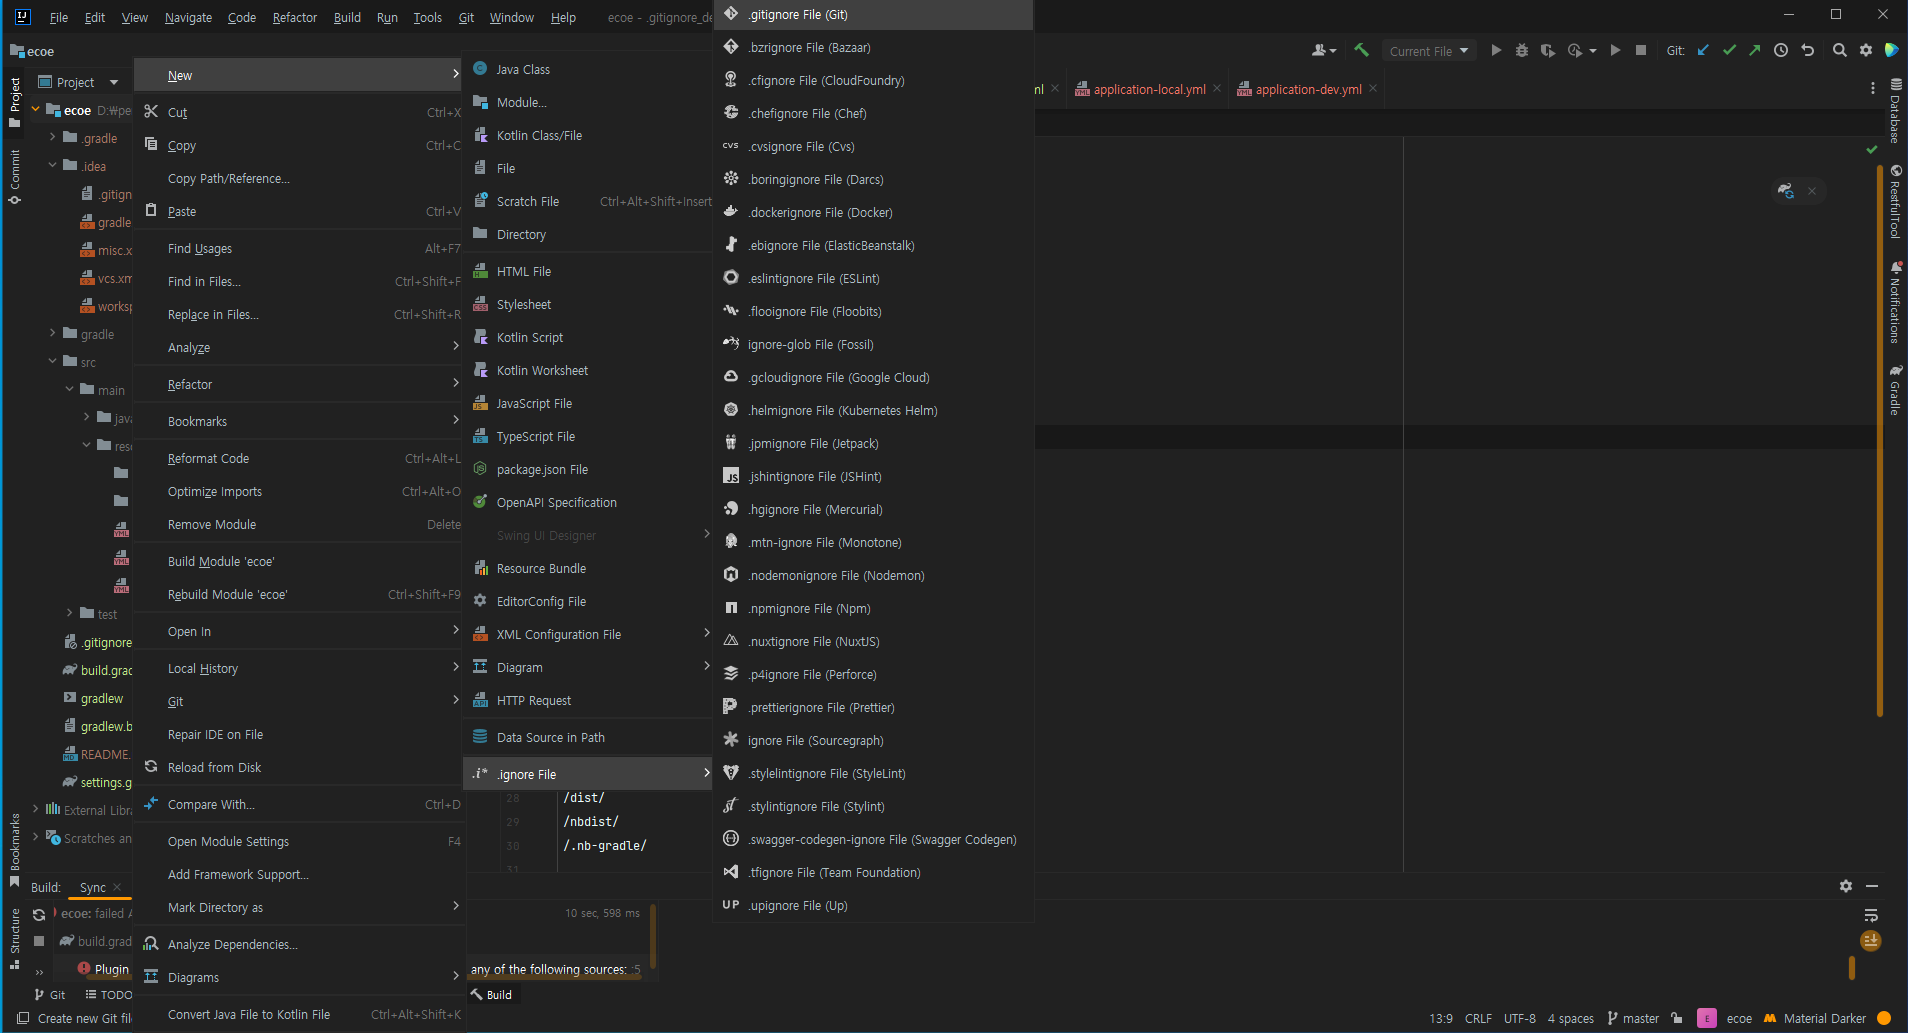 File Edit View Navigate Code Refactor Build Run Tools Git Window Help ecoe - .gitignore_de
ecoe
Current File
Git:
Project
ecoe D:₩pe
.gradle
.idea
.gitign
gradle
misc.x
vcs.xm
worksp
gradle
src
main
java
reso
YML
YML
YML
test
.gitignore
build.grad
gradlew
gradlew.b
README.
settings.g
External Libra
Scratches an
Project
Commit
Bookmarks
Structure
New
Cut Ctrl+X
Copy Ctrl+C
Copy Path/Reference...
Paste Ctrl+V
Find Usages Alt+F7
Find in Files... Ctrl+Shift+F
Replace in Files... Ctrl+Shift+R
Analyze
Refactor
Bookmarks
Reformat Code Ctrl+Alt+L
Optimize Imports Ctrl+Alt+O
Remove Module Delete
Build Module 'ecoe'
Rebuild Module 'ecoe' Ctrl+Shift+F9
Open In
Local History
Git
Repair IDE on File
Reload from Disk
Compare With... Ctrl+D
Open Module Settings F4
Add Framework Support...
Mark Directory as
Analyze Dependencies...
Diagrams
Convert Java File to Kotlin File Ctrl+Alt+Shift+K
Java Class
Module...
Kotlin Class/File
File
Scratch File Ctrl+Alt+Shift+Insert
Directory
HTML File
Stylesheet
Kotlin Script
Kotlin Worksheet
JavaScript File
TypeScript File
package.json File
OpenAPI Specification
Swing UI Designer
Resource Bundle
EditorConfig File
XML Configuration File
Diagram
HTTP Request
Data Source in Path
.i* .ignore File
.gitignore File (Git)
.bzrignore File (Bazaar)
.cfignore File (CloudFoundry)
.chefignore File (Chef)
cvs .cvsignore File (Cvs)
.boringignore File (Darcs)
.dockerignore File (Docker)
.ebignore File (ElasticBeanstalk)
.eslintignore File (ESLint)
.flooignore File (Floobits)
ignore-glob File (Fossil)
.gcloudignore File (Google Cloud)
.helmignore File (Kubernetes Helm)
.jpmignore File (Jetpack)
JS .jshintignore File (JSHint)
.hgignore File (Mercurial)
.mtn-ignore File (Monotone)
.nodemonignore File (Nodemon)
.npmignore File (Npm)
.nuxtignore File (NuxtJS)
.p4ignore File (Perforce)
.prettierignore File (Prettier)
ignore File (Sourcegraph)
.stylelintignore File (StyleLint)
.stylintignore File (Stylint)
.swagger-codegen-ignore File (Swagger Codegen)
.tfignore File (Team Foundation)
UP .upignore File (Up)
ml application-local.yml application-dev.yml
Database
RestfulTool
Notifications
Gradle
28 /dist/
29 /nbdist/
30 /.nb-gradle/
31
Build: Sync
ecoe: failed A 10 sec, 598 ms
build.grad
Plugin any of the following sources: :5
Git TODO Build
Create new Git file 13:9 CRLF UTF-8 4 spaces master E ecoe Material Darker